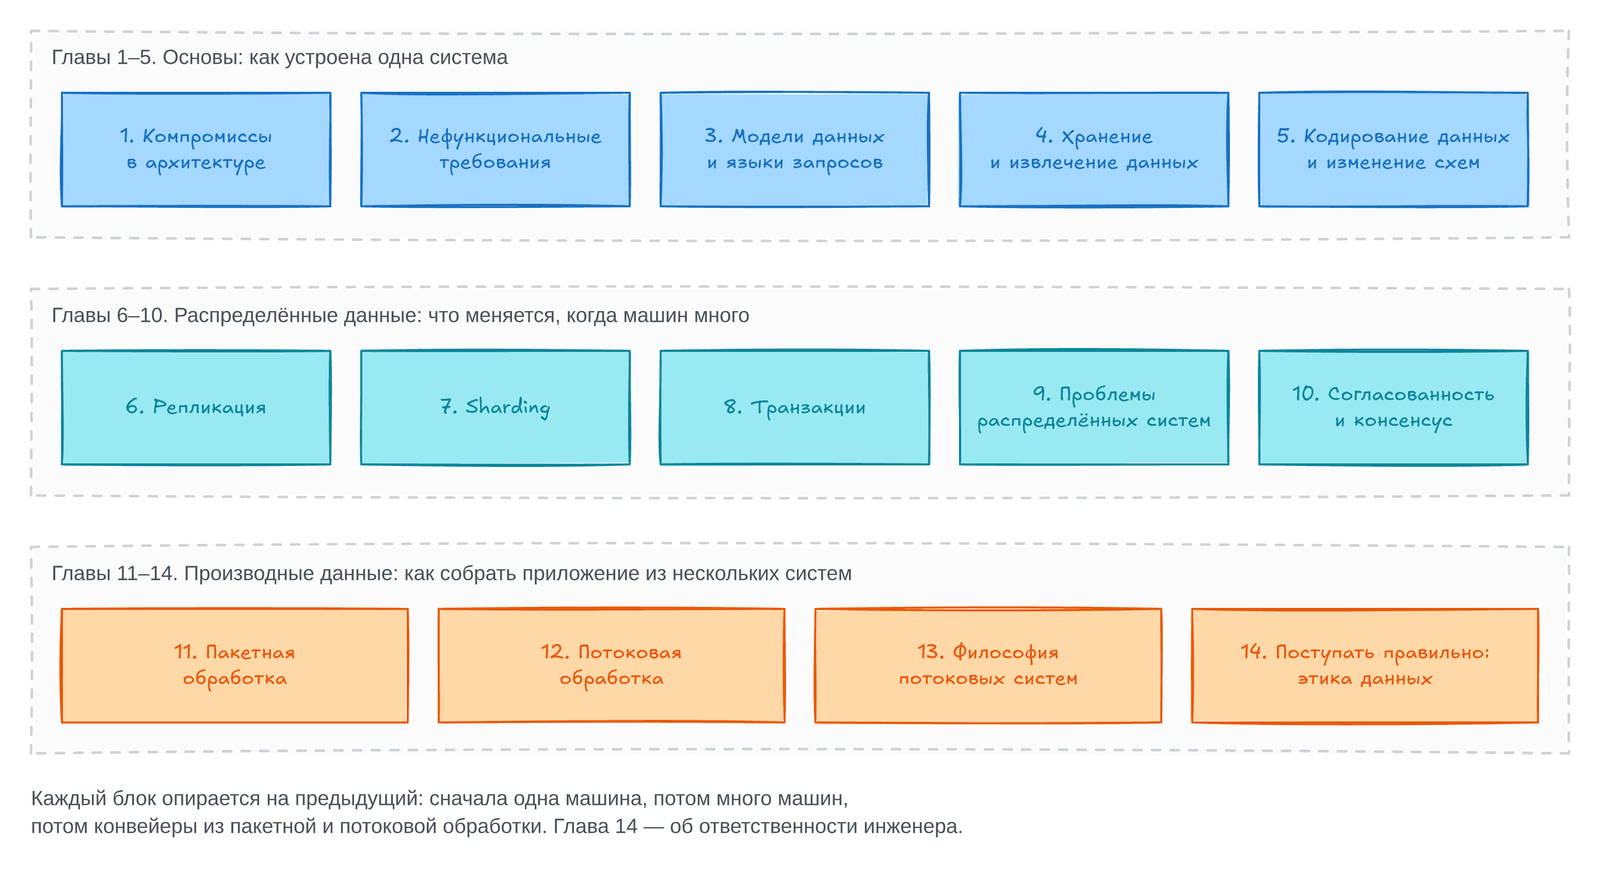 Главы 1–5. Основы: как устроена одна система
1. Компромиссы
в архитектуре
2. Нефункциональные
требования
3. Модели данных
и языки запросов
4. Хранение
и извлечение данных
5. Кодирование данных
и изменение схем
Главы 6–10. Распределённые данные: что меняется, когда машин много
6. Репликация
7. Sharding
8. Транзакции
9. Проблемы
распределённых систем
10. Согласованность
и консенсус
Главы 11–14. Производные данные: как собрать приложение из нескольких систем
11. Пакетная
обработка
12. Потоковая
обработка
13. Философия
потоковых систем
14. Поступать правильно:
этика данных
Каждый блок опирается на предыдущий: сначала одна машина, потом много машин,
потом конвейеры из пакетной и потоковой обработки. Глава 14 — об ответственности инженера.